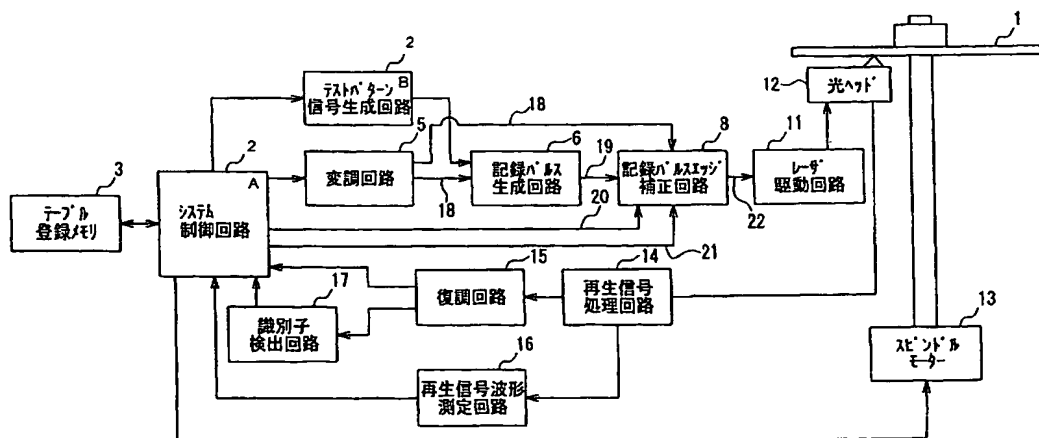 1
2
テストパターン B
信号生成回路
12
光ヘッド
18
5
変調回路
18
6
記録パルス
生成回路
19
8
記録パルスエッジ
補正回路
22
11
レーザ
駆動回路
3
テーブル
登録メモリ
2
A
システム
制御回路
20
21
17
識別子
検出回路
15
復調回路
14
再生信号
処理回路
16
再生信号波形
測定回路
13
スピンドル
モーター